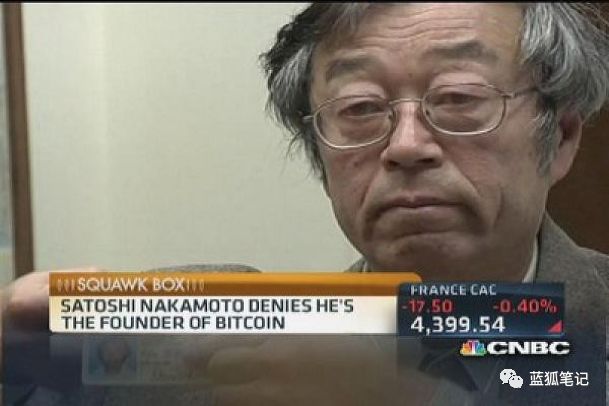 SQUAWK BOX
SATOSHI NAKAMOTO DENIES HE'S
THE FOUNDER OF BITCOIN
FRANCE CAC
-17.50 -0.40%
4,399.54
CNBC
蓝狐笔记